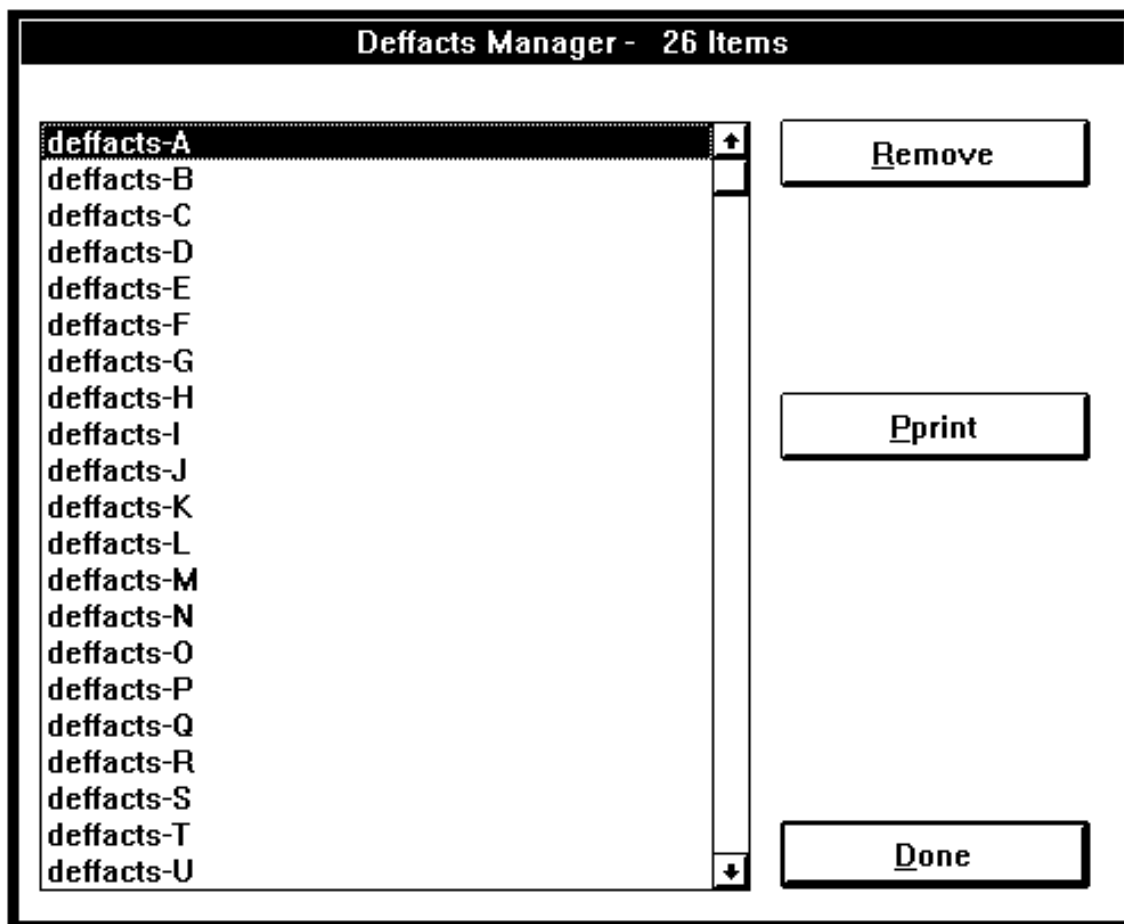 Deffacts Manager - 26 Items
deffacts-A
deffacts-B
deffacts-C
deffacts-D
deffacts-E
deffacts-F
deffacts-G
deffacts-H
deffacts-I
deffacts-J
deffacts-K
deffacts-L
deffacts-M
deffacts-N
deffacts-O
deffacts-P
deffacts-Q
deffacts-R
deffacts-S
deffacts-T
deffacts-U
Remove
Pprint
Done